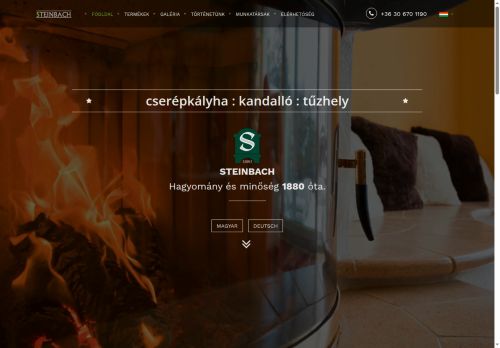 STEINBACH
FŐOLDAL
TERMÉKEK
GALÉRIA
TÖRTÉNETÜNK
MUNKATÁRSAK
ELÉRHETŐSÉG
+36 30 670 1190
cserépkályha : kandalló : tűzhely
S
1880
STEINBACH
Hagyomány és minőség 1880 óta.
MAGYAR
DEUTSCH